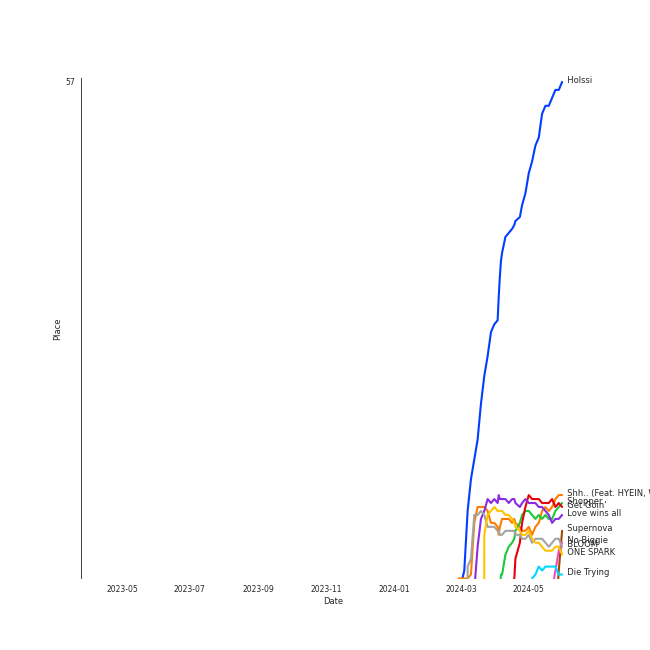 57
Holssi
Place
Shh.. (Feat. HYEIN, W
Shopper
Get Goin'
Love wins all
Supernova
No Biggie
BLOOM
ONE SPARK
Die Trying
2023-05 2023-07 2023-09 2023-11 2024-01 2024-03 2024-05
Date